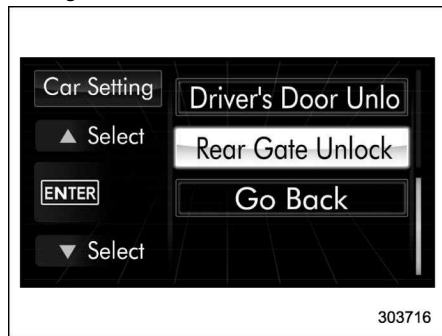 Car Setting
▲ Select
ENTER
▼ Select
Driver's Door Unlo
Rear Gate Unlock
Go Back
303716